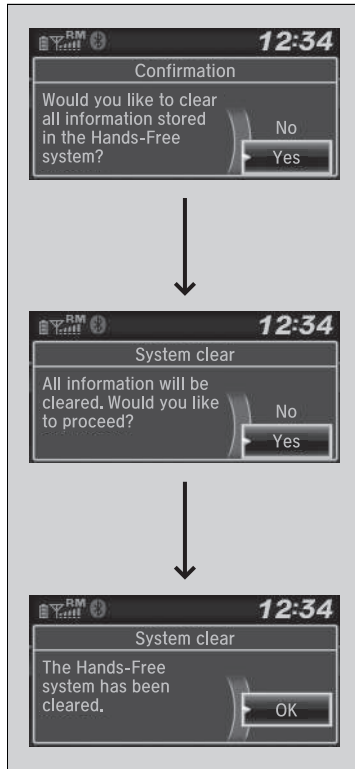 RM 12:34
Confirmation
Would you like to clear
all information stored
in the Hands-Free
system?
No
Yes
RM 12:34
System clear
All information will be
cleared. Would you like
to proceed?
No
Yes
RM 12:34
System clear
The Hands-Free
system has been
cleared.
OK